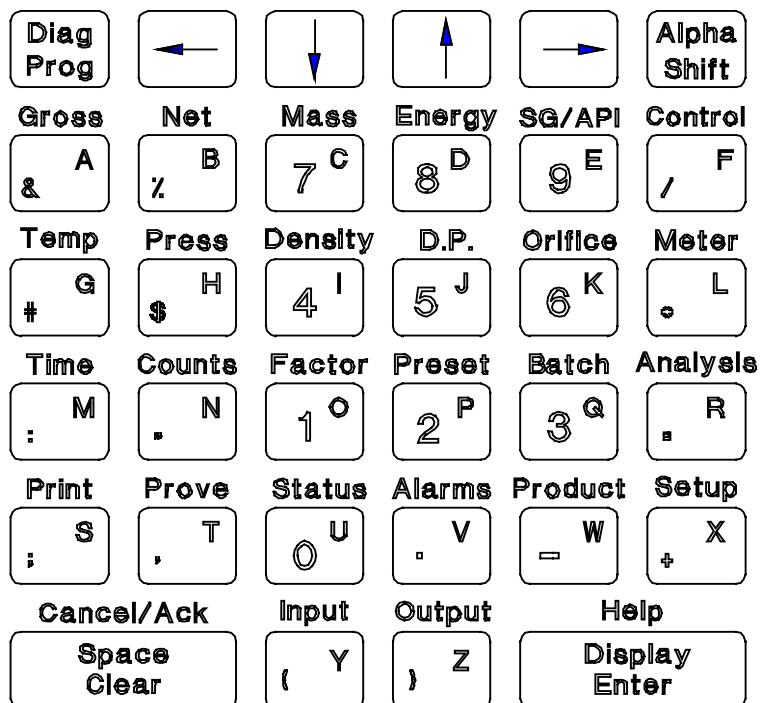 Diag Alpha
Prog Shift
Gross Net Mass Energy SG/API Control
A B C D E F
& % 7 8 9 /
Temp Press Density D.P. Orifice Meter
G H I J K L
# $ 4 5 6
Time Counts Factor Preset Batch Analysis
M N O P Q R
: 1 2 3
Print Prove Status Alarms Product Setup
S T U V W X
; , 0 . - +
Cancel/Ack Input Output Help
Space Y Z Display
Clear ( ) Enter